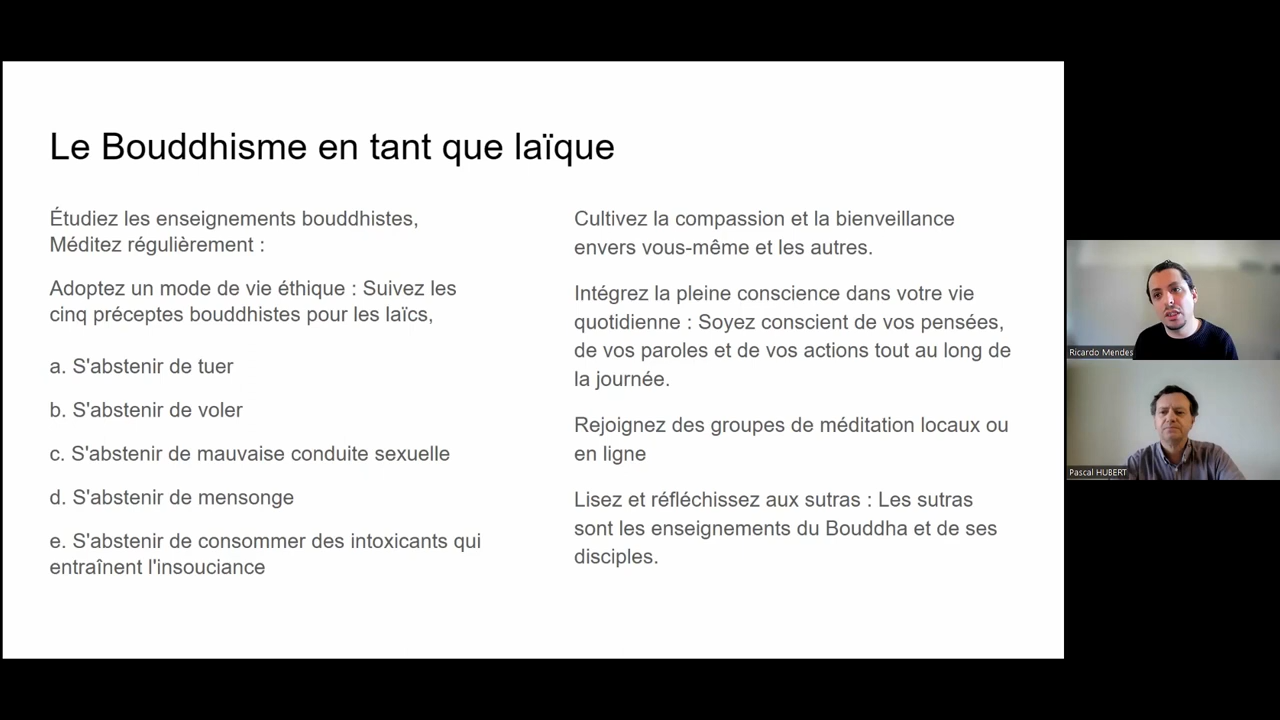 Le Bouddhisme en tant que laïque
Étudiez les enseignements bouddhistes,
Méditez régulièrement :
Adoptez un mode de vie éthique : Suivez les
cinq préceptes bouddhistes pour les laïcs,
a. S'abstenir de tuer
b. S'abstenir de voler
c. S'abstenir de mauvaise conduite sexuelle
d. S'abstenir de mensonge
e. S'abstenir de consommer des intoxicants qui
entraînent l'insouciance
Cultivez la compassion et la bienveillance
envers vous-même et les autres.
Intégrez la pleine conscience dans votre vie
quotidienne : Soyez conscient de vos pensées,
de vos paroles et de vos actions tout au long de
la journée.
Rejoignez des groupes de méditation locaux ou
en ligne
Lisez et réfléchissez aux sutras : Les sutras
sont les enseignements du Bouddha et de ses
disciples.
Ricardo Mendes
Pascal HUBERT